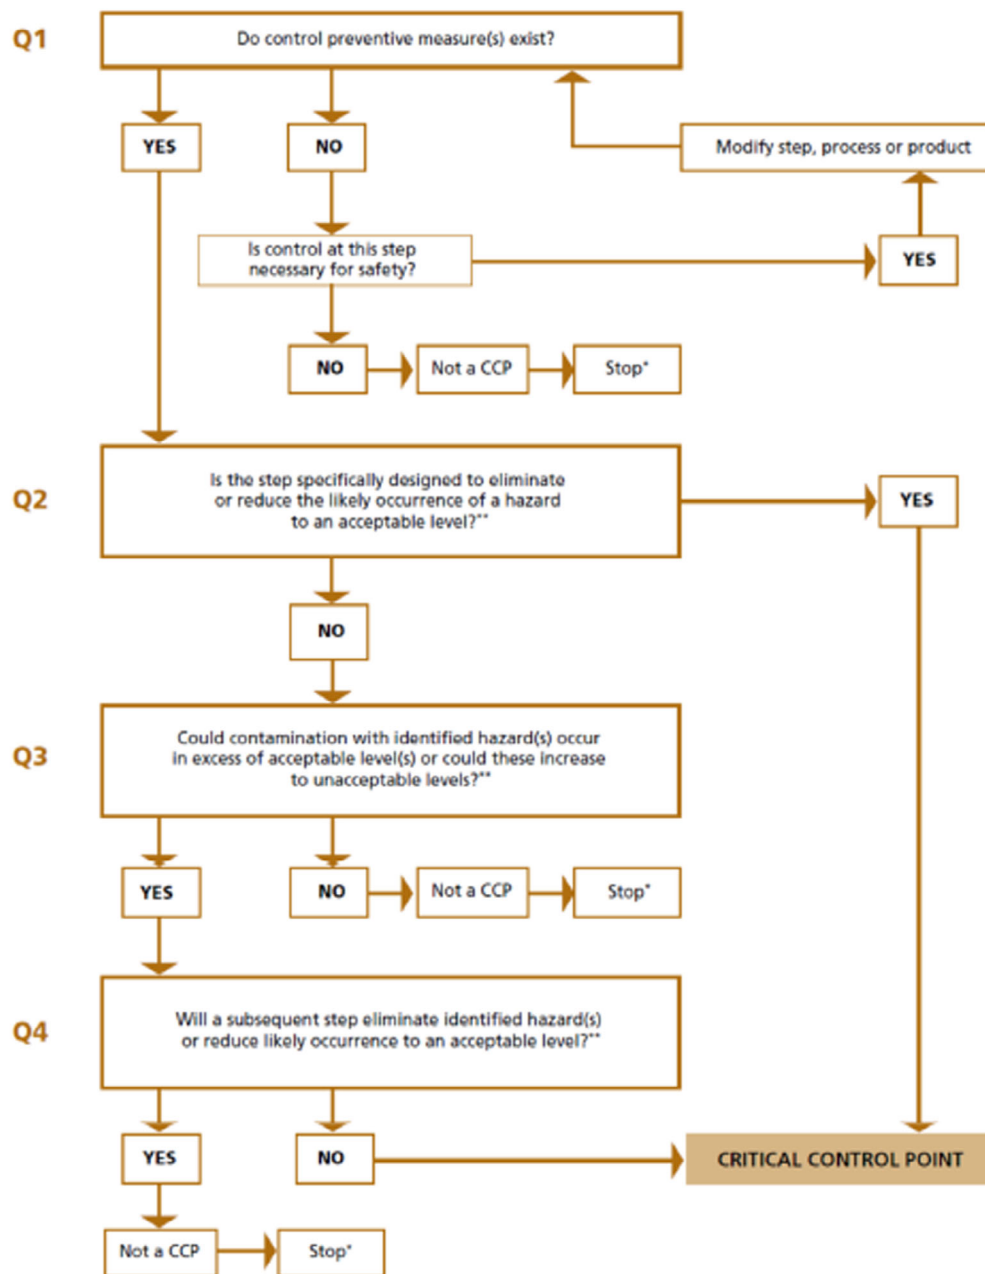 Q1
Do control preventive measure(s) exist?
YES
NO
Modify step, process or product
Is control at this step
necessary for safety?
YES
NO
Not a CCP
Stop*
Q2
Is the step specifically designed to eliminate
or reduce the likely occurrence of a hazard
to an acceptable level?**
YES
NO
Q3
Could contamination with identified hazard(s) occur
in excess of acceptable level(s) or could these increase
to unacceptable levels?**
YES
NO
Not a CCP
Stop*
Q4
Will a subsequent step eliminate identified hazard(s)
or reduce likely occurrence to an acceptable level?**
YES
NO
CRITICAL CONTROL POINT
Not a CCP
Stop*